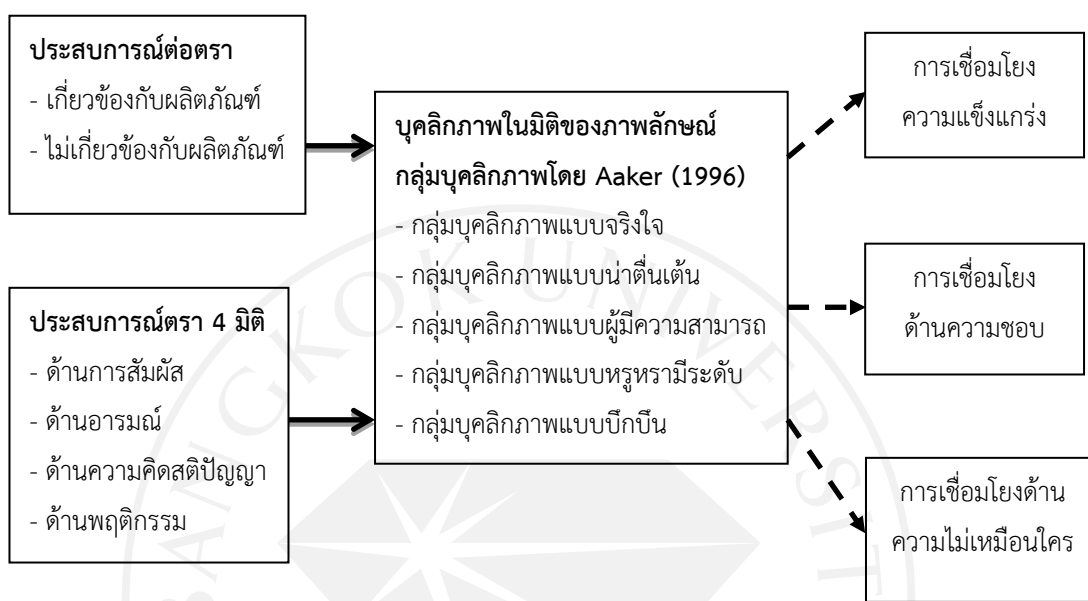 ประสบการณ์ต่อตรา
- เกี่ยวข้องกับผลิตภัณฑ์
- ไม่เกี่ยวข้องกับผลิตภัณฑ์
ประสบการณ์ตรา 4 มิติ
- ด้านการสัมผัส
- ด้านอารมณ์
- ด้านความคิดสติปัญญา
- ด้านพฤติกรรม
บุคลิกภาพในมิติของภาพลักษณ์
กลุ่มบุคลิกภาพโดย Aaker (1996)
- กลุ่มบุคลิกภาพแบบจริงใจ
- กลุ่มบุคลิกภาพแบบน่าตื่นเต้น
- กลุ่มบุคลิกภาพแบบผู้มีความสามารถ
- กลุ่มบุคลิกภาพแบบหรูหรามีระดับ
- กลุ่มบุคลิกภาพแบบบึกบึน
การเชื่อมโยง
ความแข็งแกร่ง
การเชื่อมโยง
ด้านความชอบ
การเชื่อมโยงด้าน
ความไม่เหมือนใคร
BANGKOK UNIVERSIT